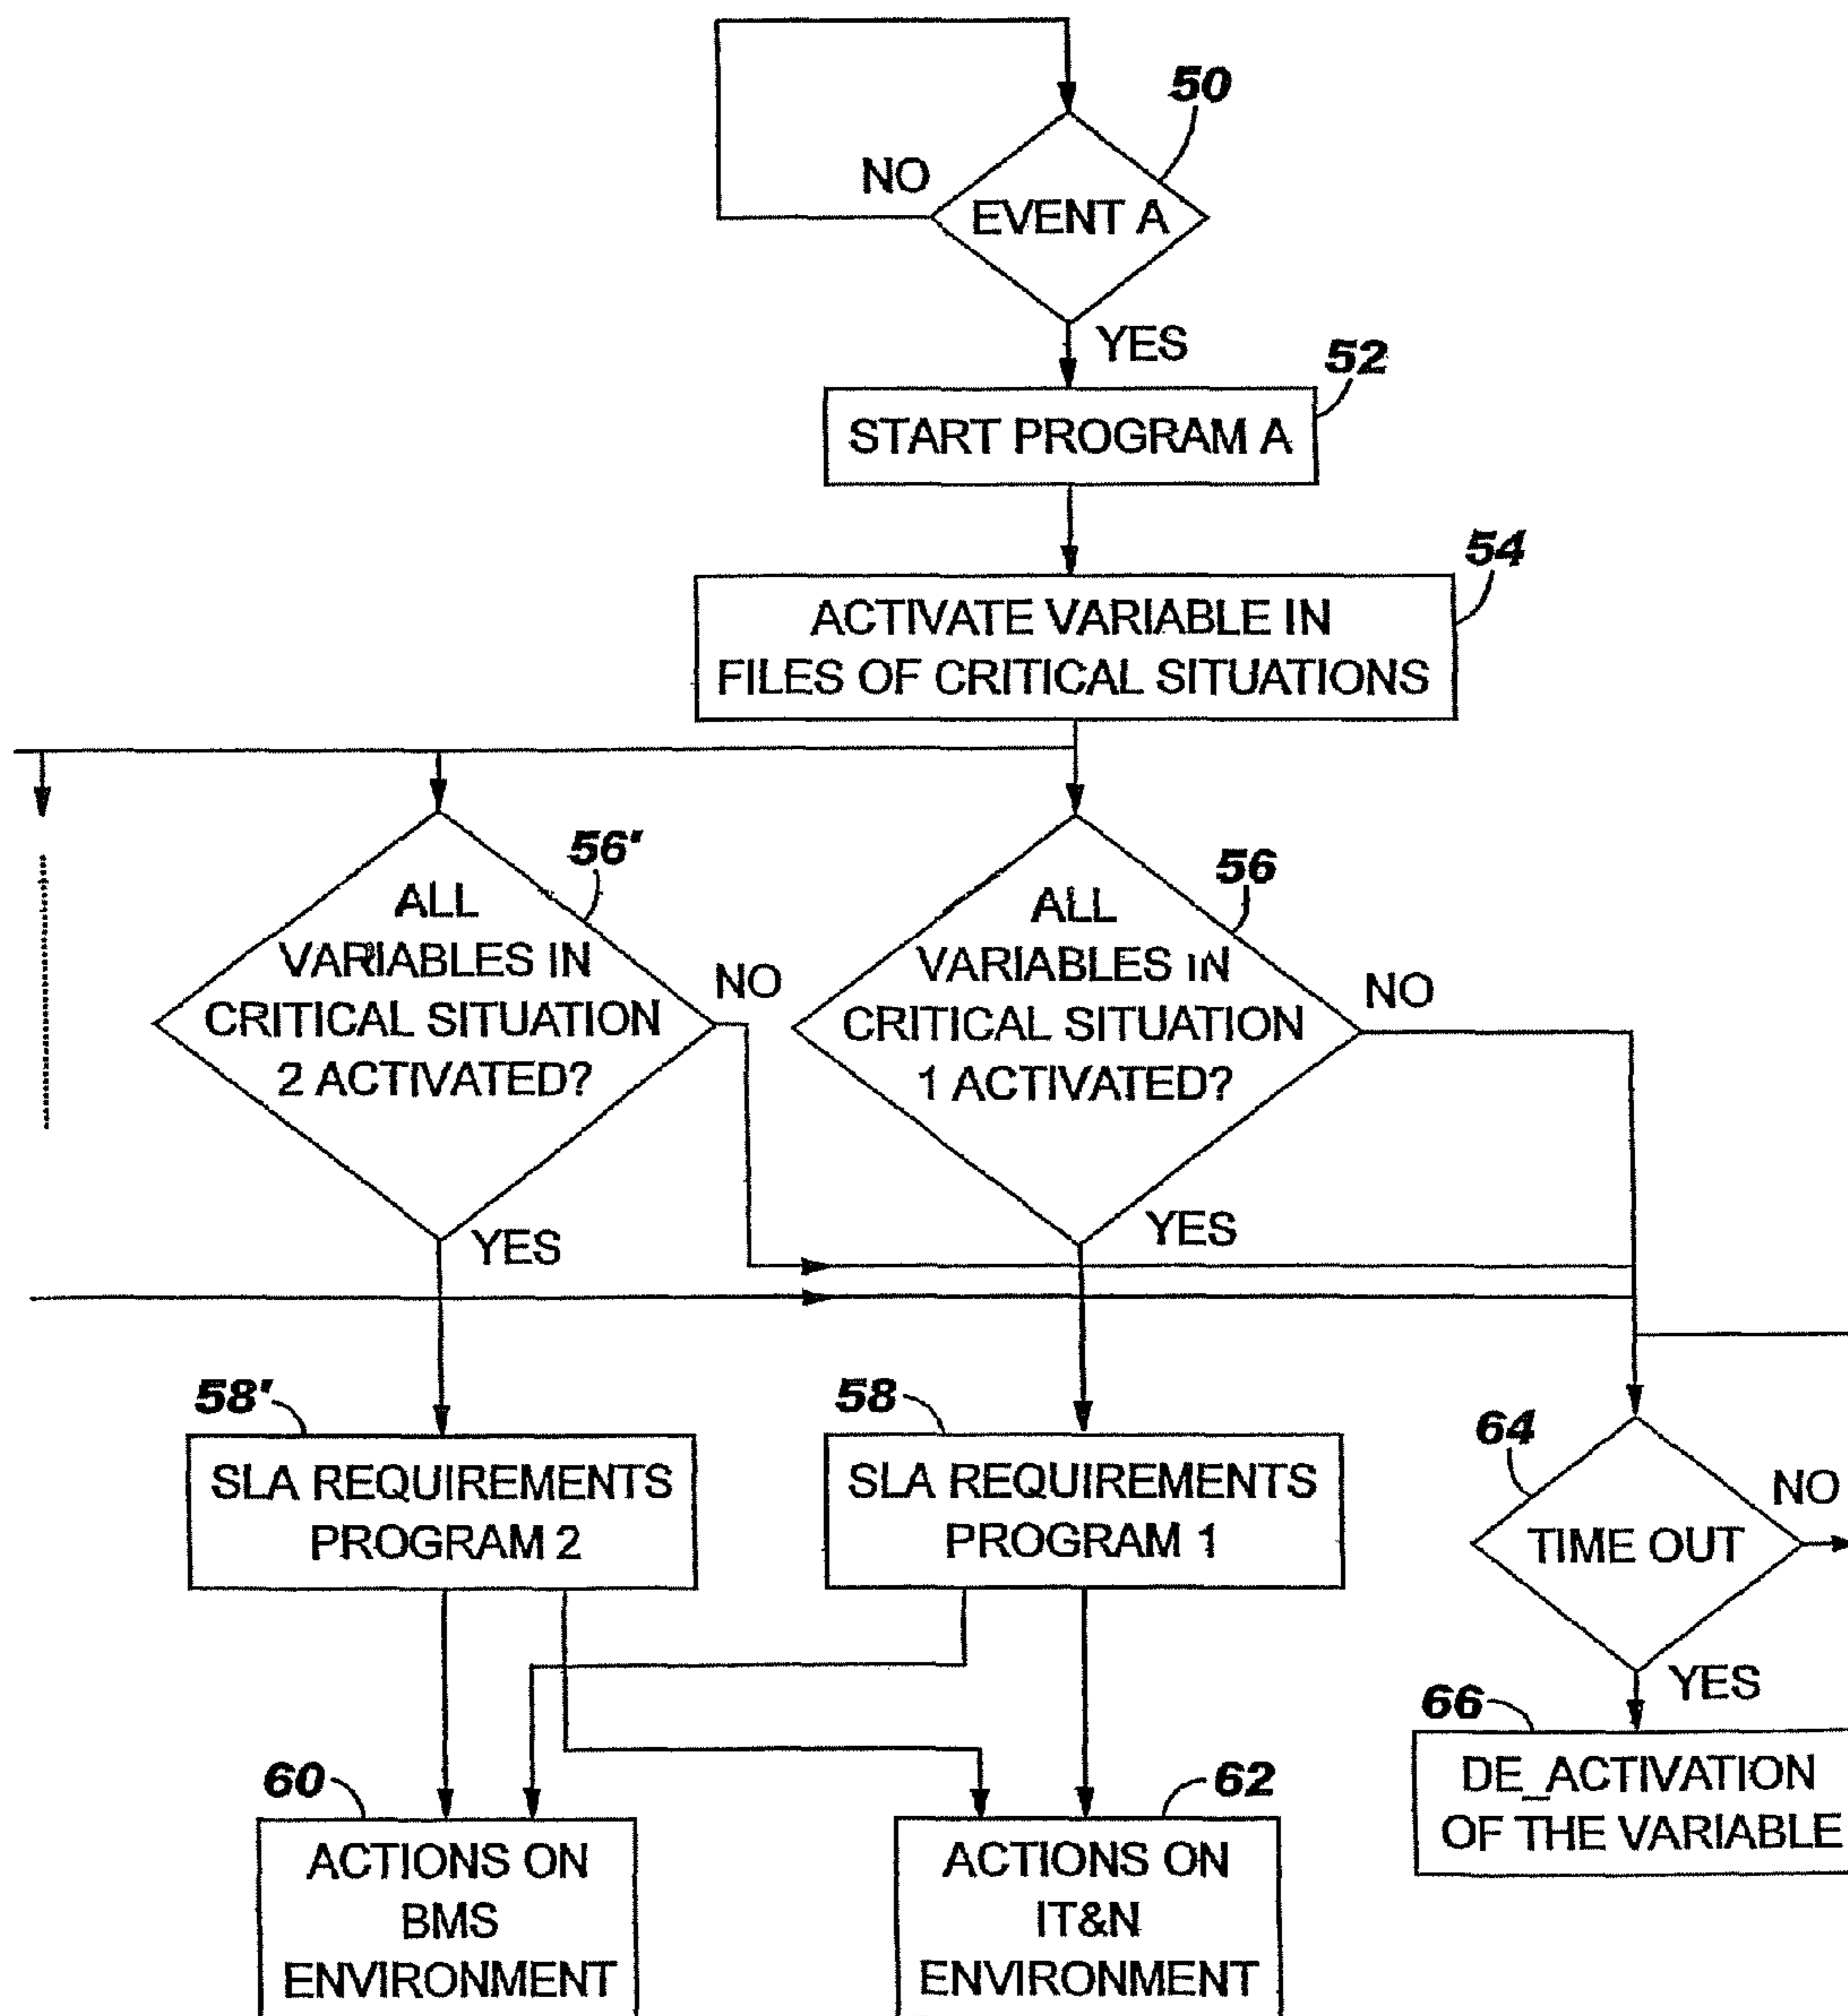 50
NO
EVENT A
YES
52
START PROGRAM A
54
ACTIVATE VARIABLE IN
FILES OF CRITICAL SITUATIONS
56'
ALL
VARIABLES IN
CRITICAL SITUATION
2 ACTIVATED?
NO
YES
56
ALL
VARIABLES IN
CRITICAL SITUATION
1 ACTIVATED?
NO
YES
58'
SLA REQUIREMENTS
PROGRAM 2
58
SLA REQUIREMENTS
PROGRAM 1
64
NO
TIME OUT
YES
66
DE_ACTIVATION
OF THE VARIABLE
60
ACTIONS ON
BMS
ENVIRONMENT
62
ACTIONS ON
IT&N
ENVIRONMENT